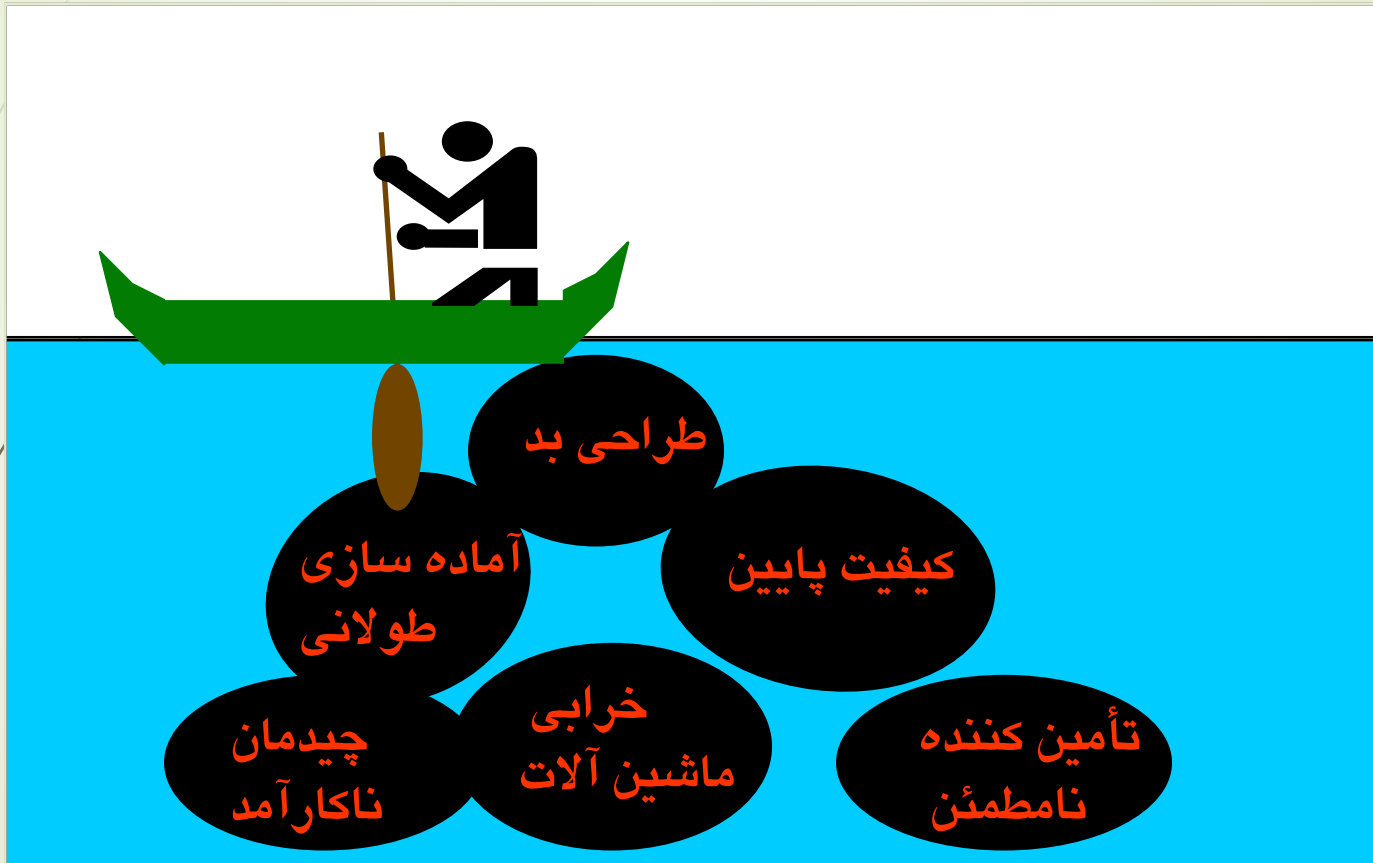 طراحی بد
کیفیت پایین
آماده سازی
طولانی
خرابی
ماشین آلات
تأمین کننده
نامطمئن
چیدمان
ناکارآمد